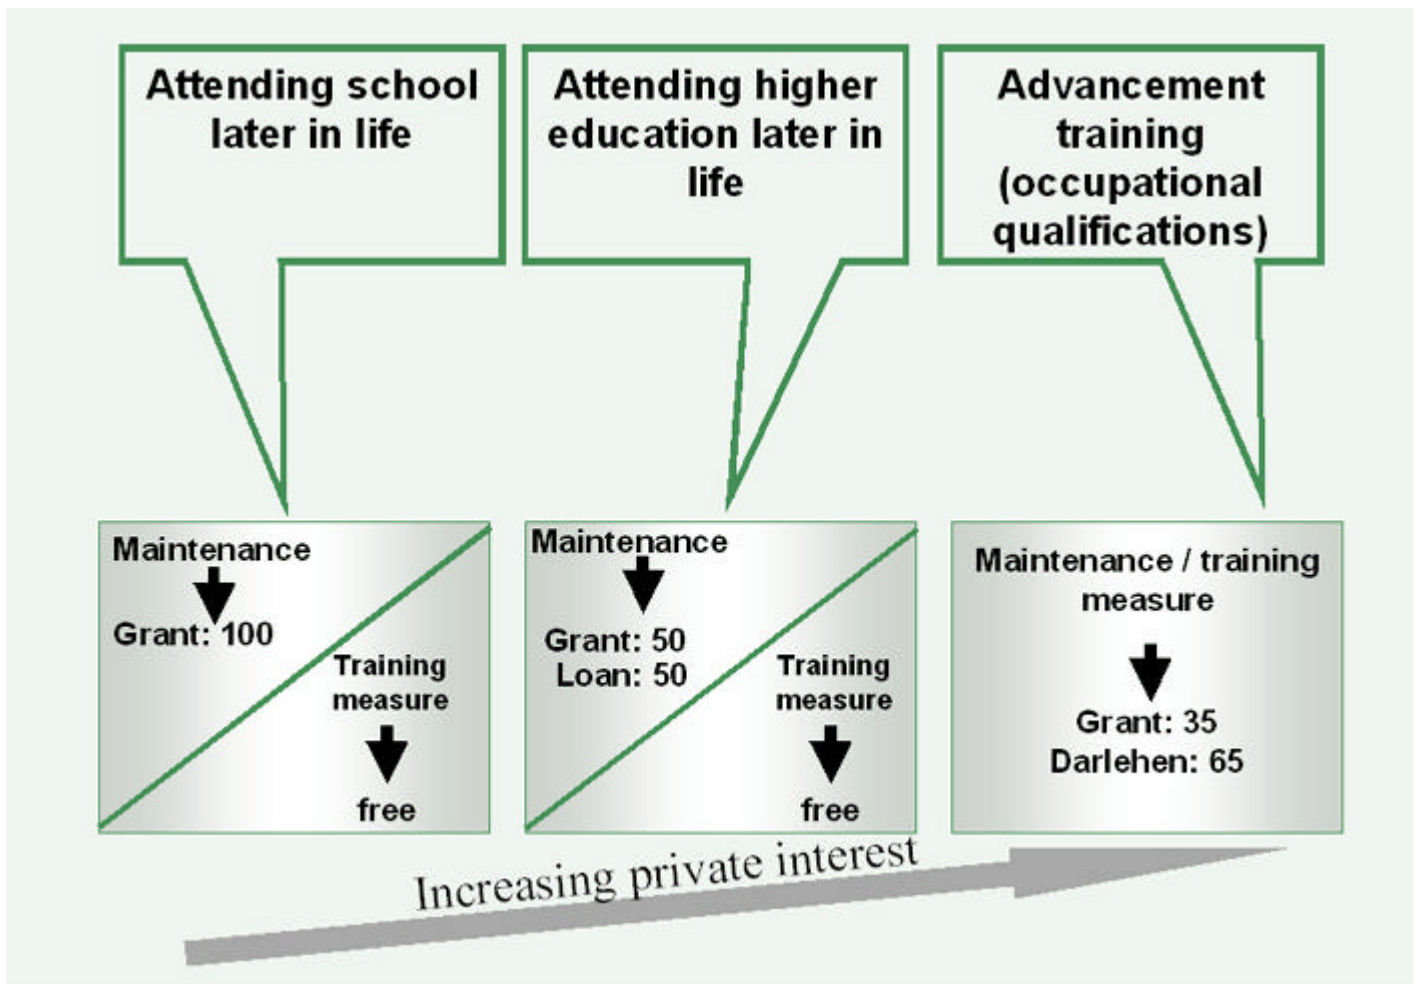 Attending school
later in life
Attending higher
education later in
life
Advancement
training
(occupational
qualifications)
Maintenance
Grant: 100
Training
measure
free
Maintenance
Grant: 50
Loan: 50
Training
measure
free
Maintenance / training
measure
Grant: 35
Darlehen: 65
Increasing private interest